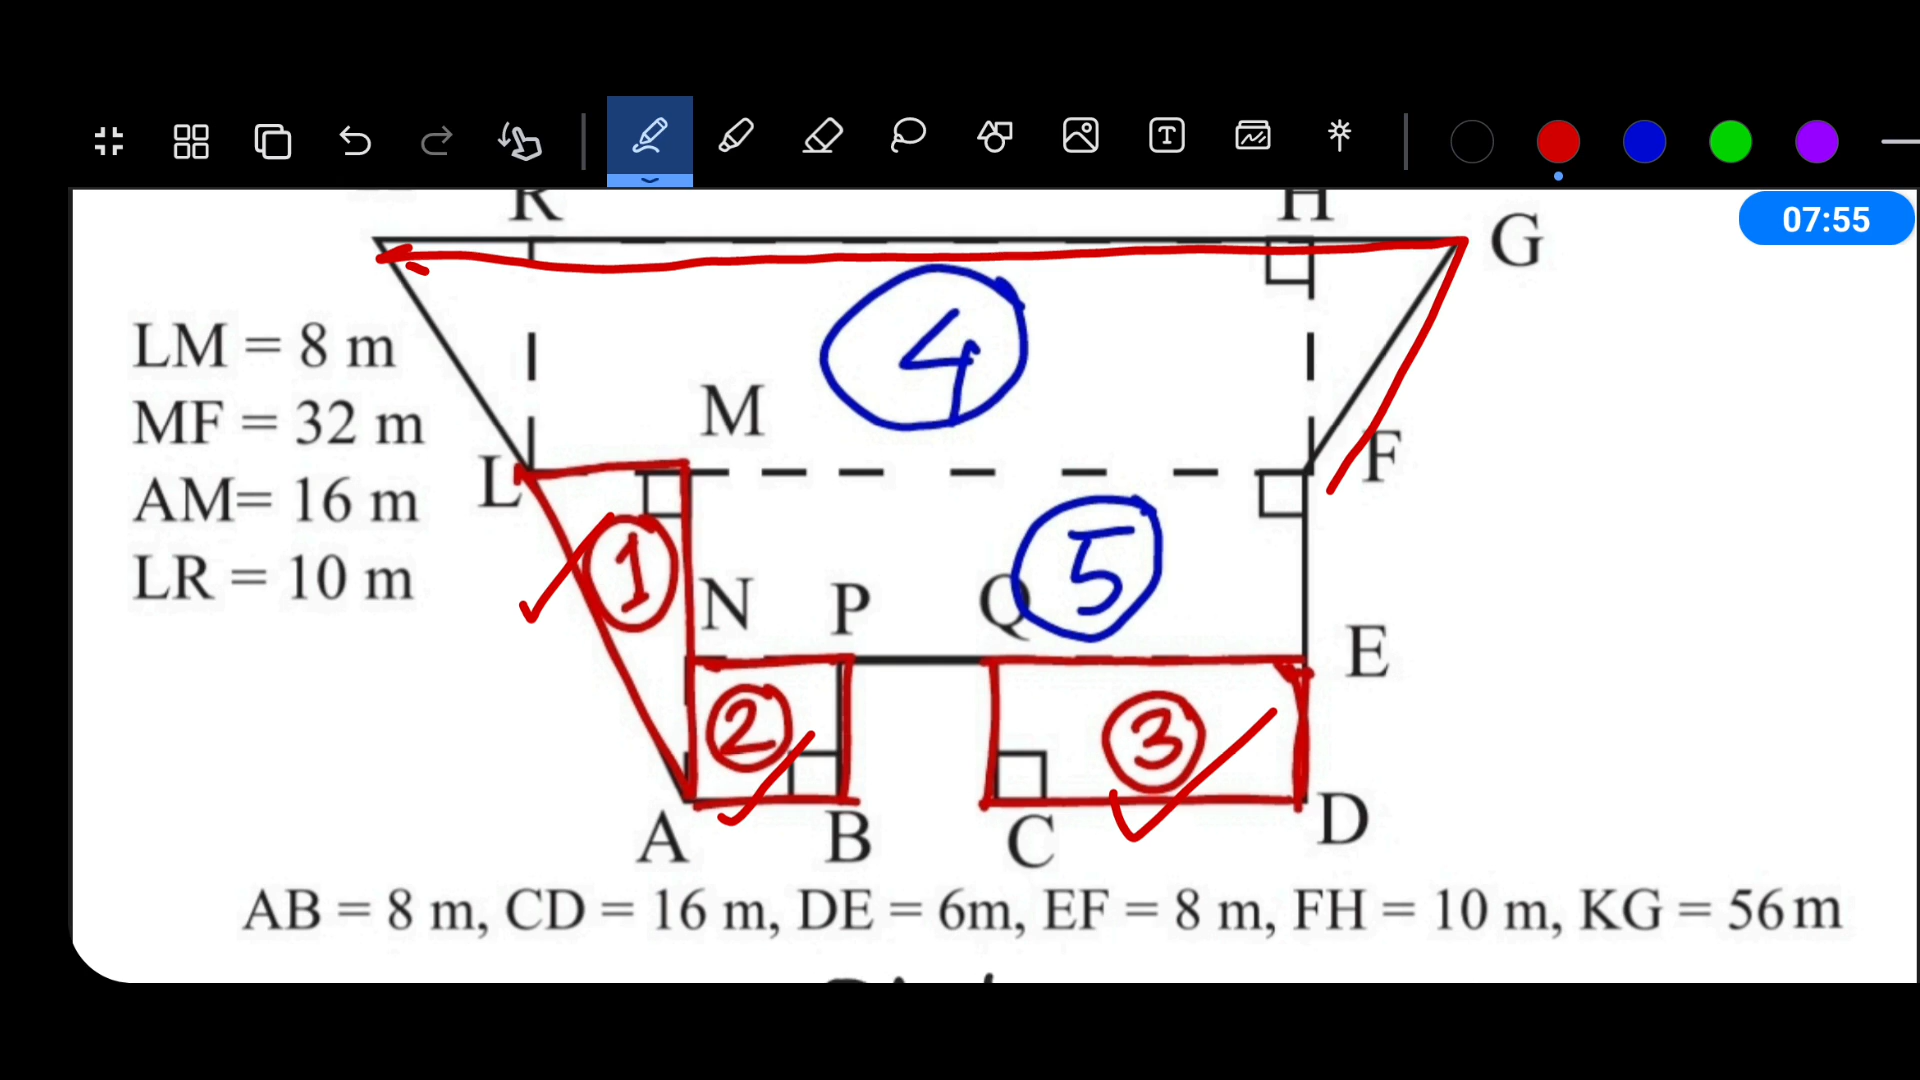 07:55
R H
G
LM = 8 m
4
MF = 32 m
M
F
L
AM= 16 m
5
LR = 10 m
1
N P Q
E
2
3
A B C D
AB = 8 m, CD = 16 m, DE = 6m, EF = 8 m, FH = 10 m, KG = 56 m